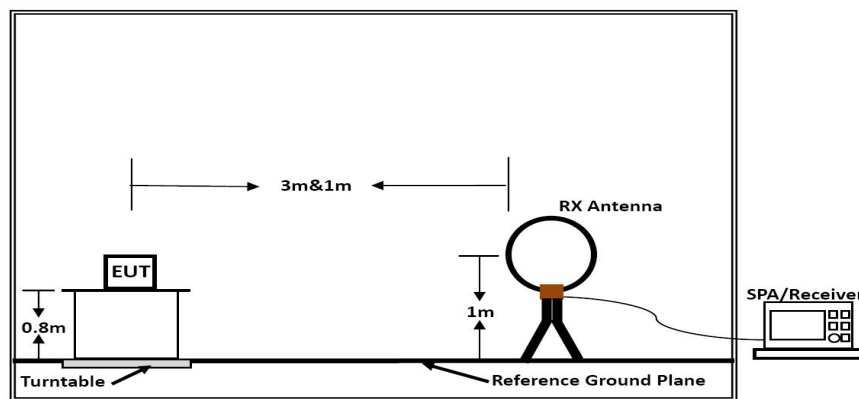 3m&1m
RX Antenna
EUT
SPA/Receiver
0.8m
1m
Turntable
Reference Ground Plane